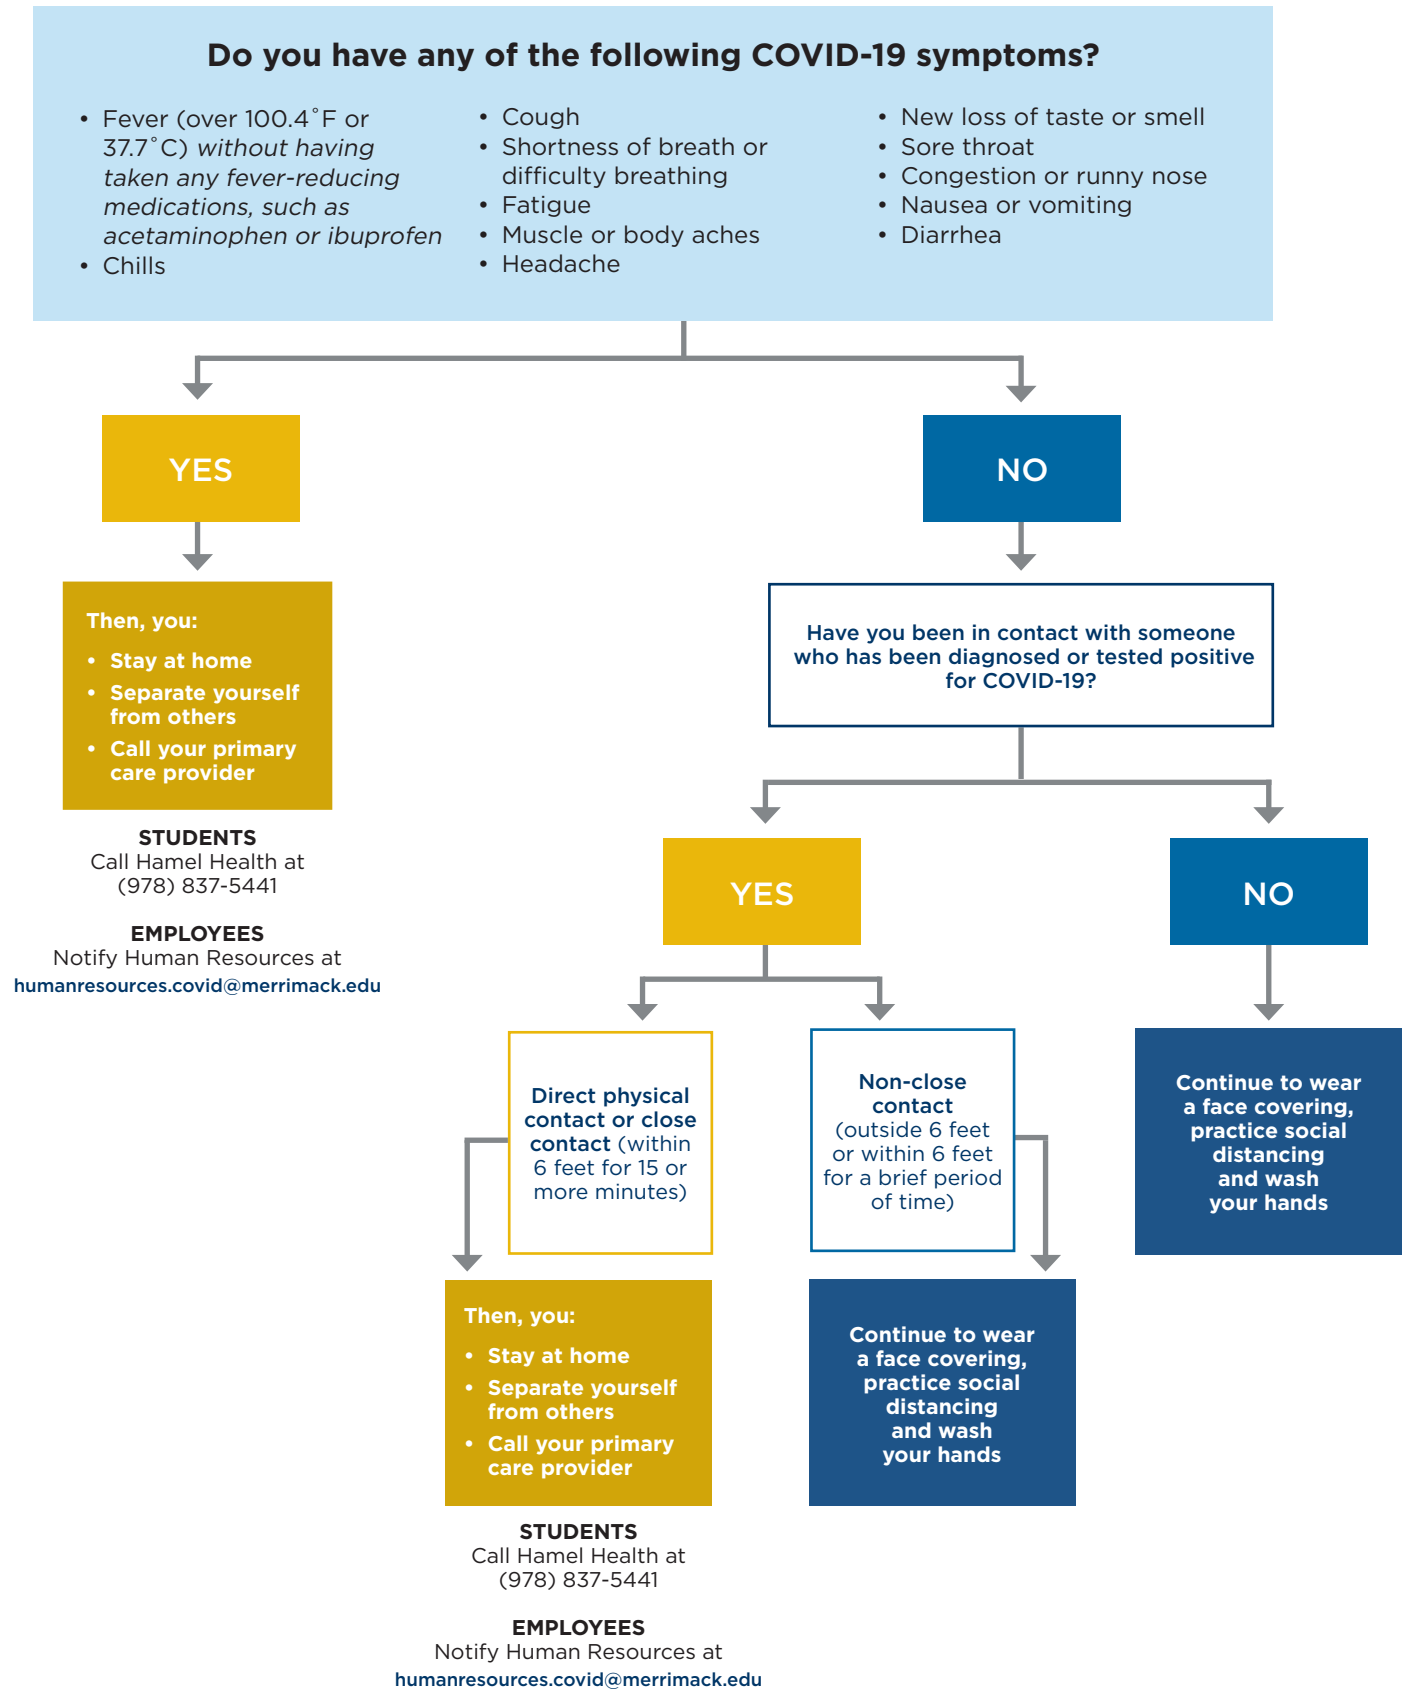 Do you have any of the following COVID-19 symptoms?
• Fever (over 100.4˚F or
37.7˚C) without having
taken any fever-reducing
medications, such as
acetaminophen or ibuprofen
• Chills
• Cough
• Shortness of breath or
difficulty breathing
• Fatigue
• Muscle or body aches
• Headache
• New loss of taste or smell
• Sore throat
• Congestion or runny nose
• Nausea or vomiting
• Diarrhea
YES
NO
Then, you:
• Stay at home
• Separate yourself
from others
• Call your primary
care provider
STUDENTS
Call Hamel Health at
(978) 837-5441
EMPLOYEES
Notify Human Resources at
humanresources.covid@merrimack.edu
Have you been in contact with someone
who has been diagnosed or tested positive
for COVID-19?
YES
NO
Direct physical
contact or close
contact (within
6 feet for 15 or
more minutes)
Non-close
contact
(outside 6 feet
or within 6 feet
for a brief period
of time)
Continue to wear
a face covering,
practice social
distancing
and wash
your hands
Then, you:
• Stay at home
• Separate yourself
from others
• Call your primary
care provider
Continue to wear
a face covering,
practice social
distancing
and wash
your hands
STUDENTS
Call Hamel Health at
(978) 837-5441
EMPLOYEES
Notify Human Resources at
humanresources.covid@merrimack.edu